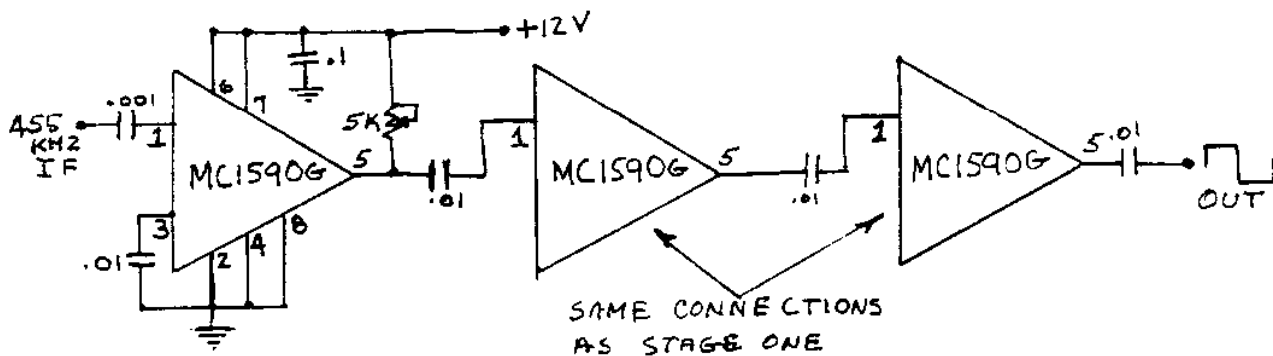 +12V
.1
6
7
.001
455
KHZ
IF
1
5K
MC1590G
5
.01
3
.01
2
4
8
1
MC1590G
5
.01
1
MC1590G
5
.01
OUT
SAME CONNECTIONS
AS STAGE ONE